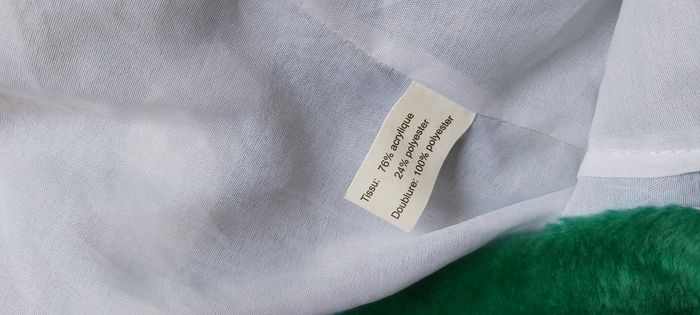 Tissu: 76% acrylique
24% polyester
Doublure: 100% polyester